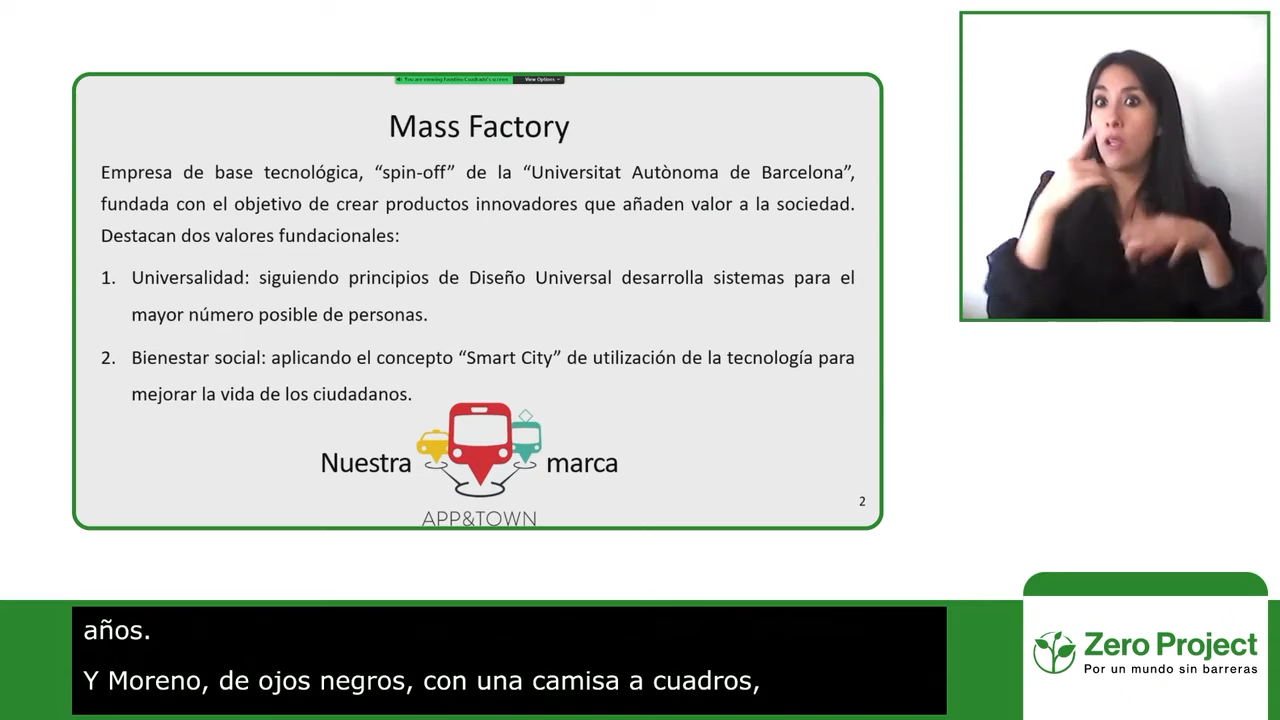 You are viewing Faustino Cuadrado's screen View Options
Mass Factory
Empresa de base tecnológica, “spin-off” de la “Universitat Autònoma de Barcelona”,
fundada con el objetivo de crear productos innovadores que añaden valor a la sociedad.
Destacan dos valores fundacionales:
1. Universalidad: siguiendo principios de Diseño Universal desarrolla sistemas para el
mayor número posible de personas.
2. Bienestar social: aplicando el concepto “Smart City” de utilización de la tecnología para
mejorar la vida de los ciudadanos.
Nuestra marca
APP&TOWN
2
años.
Y Moreno, de ojos negros, con una camisa a cuadros,
Zero Project
Por un mundo sin barreras